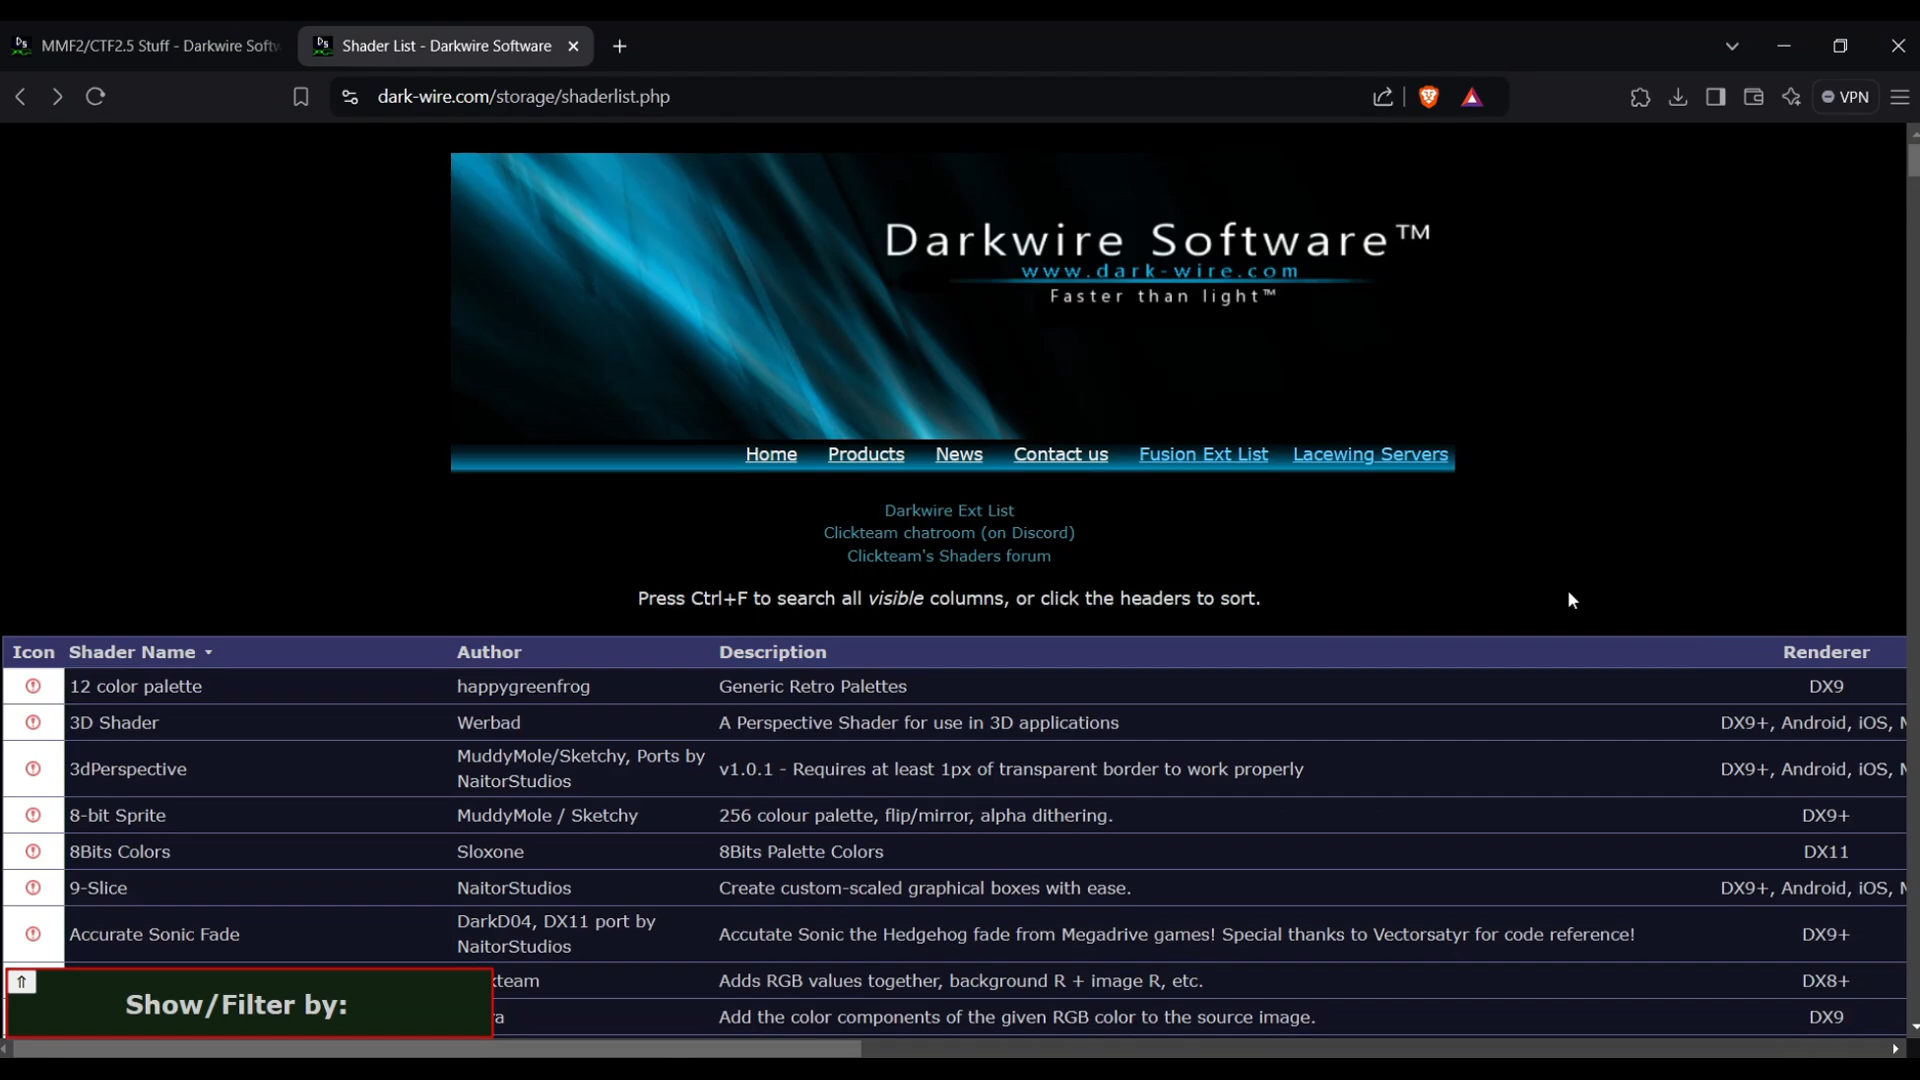 MMF2/CTF2.5 Stuff - Darkwire Softw
Shader List - Darkwire Software
dark-wire.com/storage/shaderlist.php
VPN
Darkwire Software™
www.dark-wire.com
Faster than light™
Home Products News Contact us Fusion Ext List Lacewing Servers
Darkwire Ext List
Clickteam chatroom (on Discord)
Clickteam's Shaders forum
Press Ctrl+F to search all visible columns, or click the headers to sort.
Icon Shader Name Author Description Renderer
12 color palette happygreenfrog Generic Retro Palettes DX9
3D Shader Werbad A Perspective Shader for use in 3D applications DX9+, Android, iOS,
3dPerspective MuddyMole/Sketchy, Ports by NaitorStudios v1.0.1 - Requires at least 1px of transparent border to work properly DX9+, Android, iOS,
8-bit Sprite MuddyMole / Sketchy 256 colour palette, flip/mirror, alpha dithering. DX9+
8Bits Colors Sloxone 8Bits Palette Colors DX11
9-Slice NaitorStudios Create custom-scaled graphical boxes with ease. DX9+, Android, iOS,
Accurate Sonic Fade DarkD04, DX11 port by NaitorStudios Accutate Sonic the Hedgehog fade from Megadrive games! Special thanks to Vectorsatyr for code reference! DX9+
kteam Adds RGB values together, background R + image R, etc. DX8+
ra Add the color components of the given RGB color to the source image. DX9
⇑ Show/Filter by: